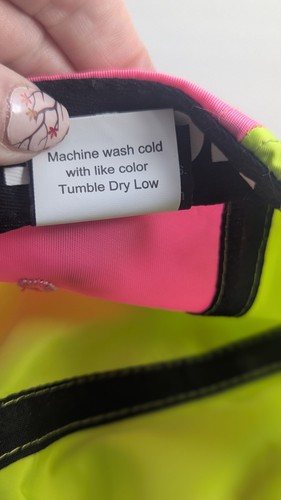 Machine wash cold
with like color
Tumble Dry Low